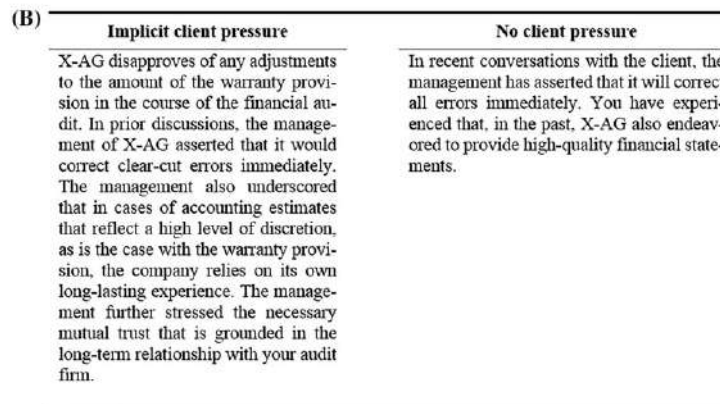 (B)
Implicit client pressure
X-AG disapproves of any adjustments
to the amount of the warranty provi-
sion in the course of the financial au-
dit. In prior discussions, the manage-
ment of X-AG asserted that it would
correct clear-cut errors immediately.
The management also underscored
that in cases of accounting estimates
that reflect a high level of discretion,
as is the case with the warranty provi-
sion, the company relies on its own
long-lasting experience. The manage-
ment further stressed the necessary
mutual trust that is grounded in the
long-term relationship with your audit
firm.
No client pressure
In recent conversations with the client, the
management has asserted that it will correc
all errors immediately. You have experi-
enced that, in the past, X-AG also endeav-
ored to provide high-quality financial state-
ments.